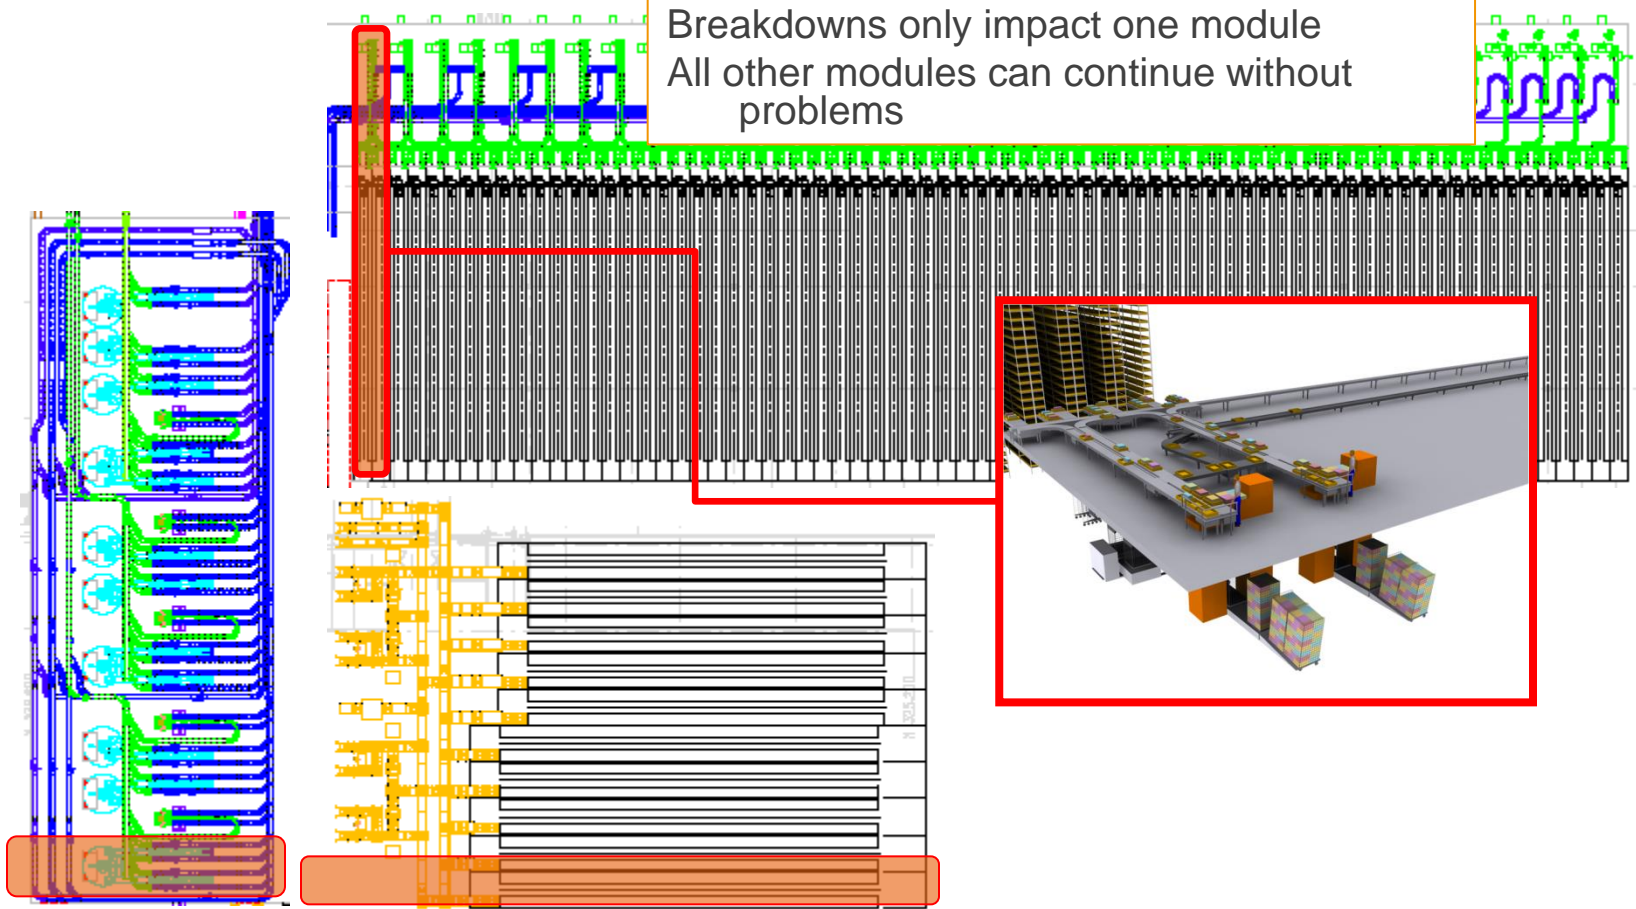 Breakdowns only impact one module
All other modules can continue without
problems